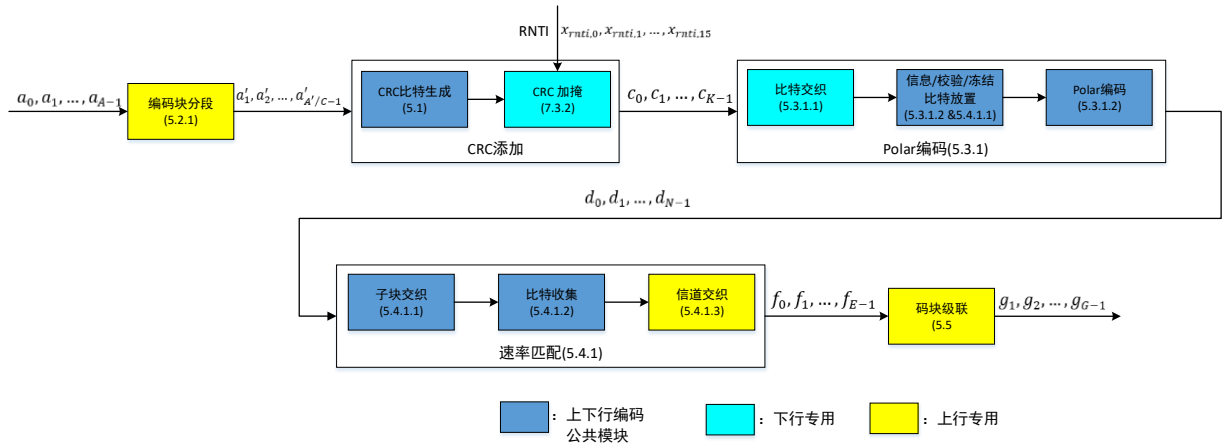 RNTI
x_{rnti,0}, x_{rnti,1}, …, x_{rnti,15}
a_0, a_1, …, a_{A-1}
编码块分段
(5.2.1)
a'_1, a'_2, …, a'_{A'/C-1}
CRC比特生成
(5.1)
CRC 加掩
(7.3.2)
CRC添加
c_0, c_1, …, c_{K-1}
比特交织
(5.3.1.1)
信息/校验/冻结
比特放置
(5.3.1.2 &5.4.1.1)
Polar编码
(5.3.1.2)
Polar编码(5.3.1)
d_0, d_1, …, d_{N-1}
子块交织
(5.4.1.1)
比特收集
(5.4.1.2)
信道交织
(5.4.1.3)
速率匹配(5.4.1)
f_0, f_1, …, f_{E-1}
码块级联
(5.5
g_1, g_2, …, g_{G-1}
：上下行编码
公共模块
：下行专用
：上行专用